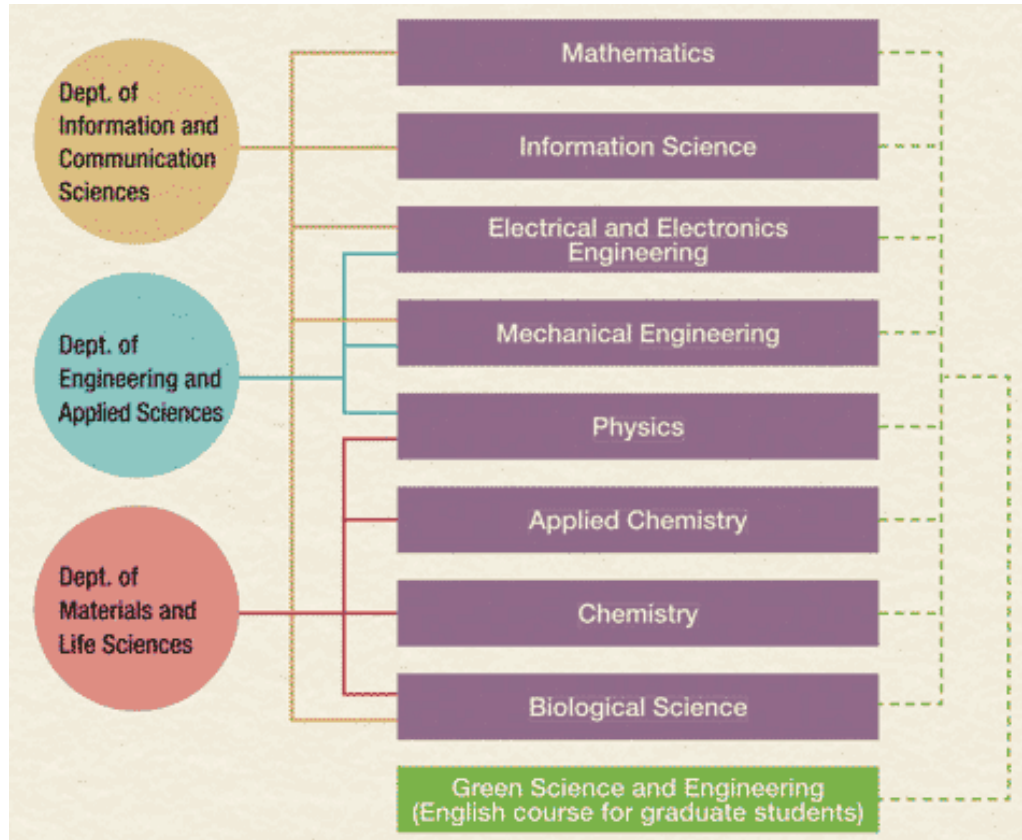 Dept. of
Information and
Communication
Sciences
Dept. of
Engineering and
Applied Sciences
Dept. of
Materials and
Life Sciences
Mathematics
Information Science
Electrical and Electronics
Engineering
Mechanical Engineering
Physics
Applied Chemistry
Chemistry
Biological Science
Green Science and Engineering
(English course for graduate students)